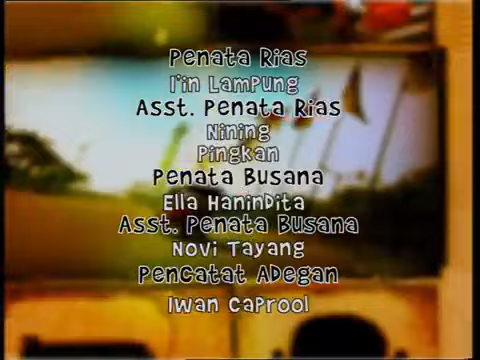 Penata Rias
I'in Lampung
Asst. Penata Rias
Nining
Pingkan
Penata Busana
Ella Hanindita
Asst. Penata Busana
Novi Tayang
Pencatat Adegan
Iwan Caprool